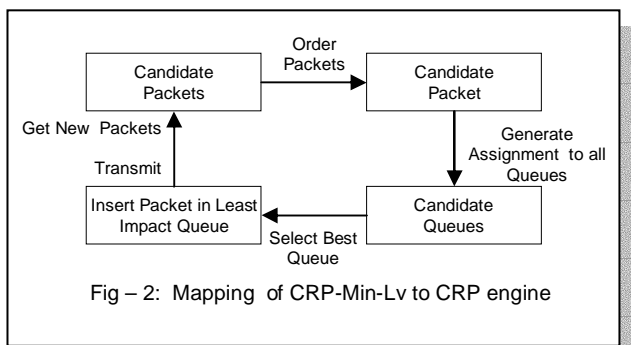 Order
Packets
Candidate
Packets
Candidate
Packet
Get New Packets
Generate
Assignment to all
Queues
Transmit
Insert Packet in Least
Impact Queue
Candidate
Queues
Select Best
Queue
Fig – 2: Mapping of CRP-Min-Lv to CRP engine